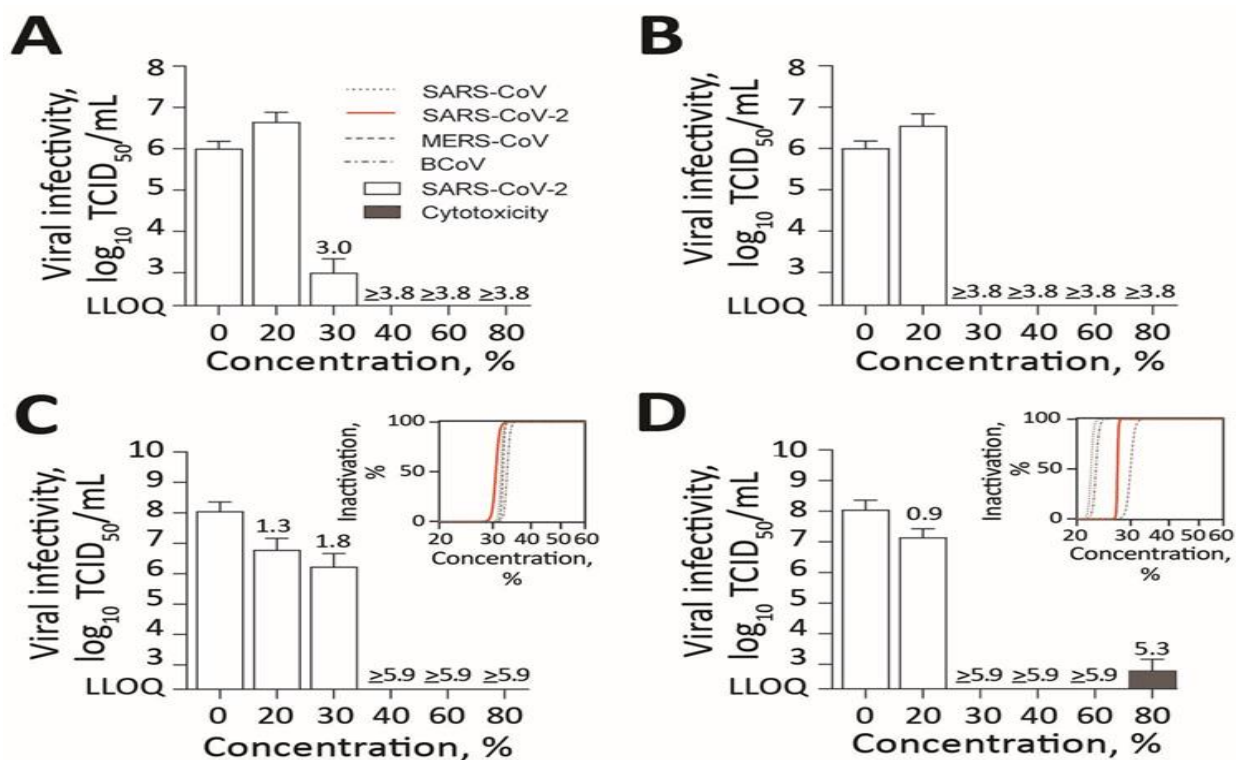 A
Viral infectivity,
log₁₀ TCID₅₀/mL
8
7
6
5
4
3
LLOQ
SARS-CoV
SARS-CoV-2
MERS-CoV
BCoV
SARS-CoV-2
Cytotoxicity
3.0
≥3.8 ≥3.8 ≥3.8
0 20 30 40 60 80
Concentration, %
B
Viral infectivity,
log₁₀ TCID₅₀/mL
8
7
6
5
4
3
LLOQ
≥3.8 ≥3.8 ≥3.8 ≥3.8
0 20 30 40 60 80
Concentration, %
C
Viral infectivity,
log₁₀ TCID₅₀/mL
10
9
8
7
6
5
4
3
LLOQ
1.3
1.8
≥5.9 ≥5.9 ≥5.9
0 20 30 40 60 80
Concentration, %
Inactivation,
%
100
50
0
20 30 40 50 60
Concentration,
%
D
Viral infectivity,
log₁₀ TCID₅₀/mL
10
9
8
7
6
5
4
3
LLOQ
0.9
≥5.9 ≥5.9 ≥5.9
5.3
0 20 30 40 60 80
Concentration, %
Inactivation,
%
100
50
0
20 30 40 50 60
Concentration,
%